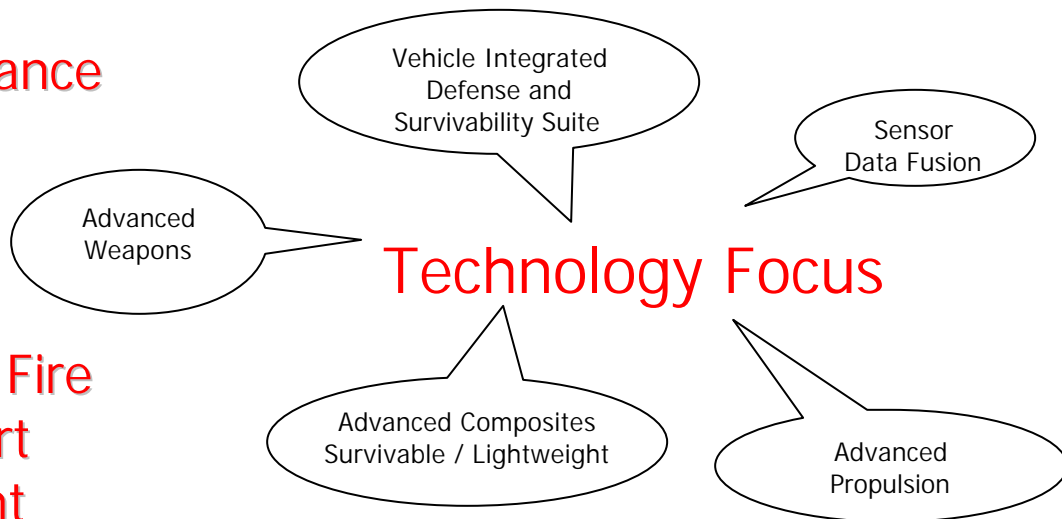 Vehicle Integrated
Defense and
Survivability Suite
Sensor
Data Fusion
Advanced
Weapons
Technology Focus
Fire
Advanced Composites
Survivable / Lightweight
Advanced
Propulsion